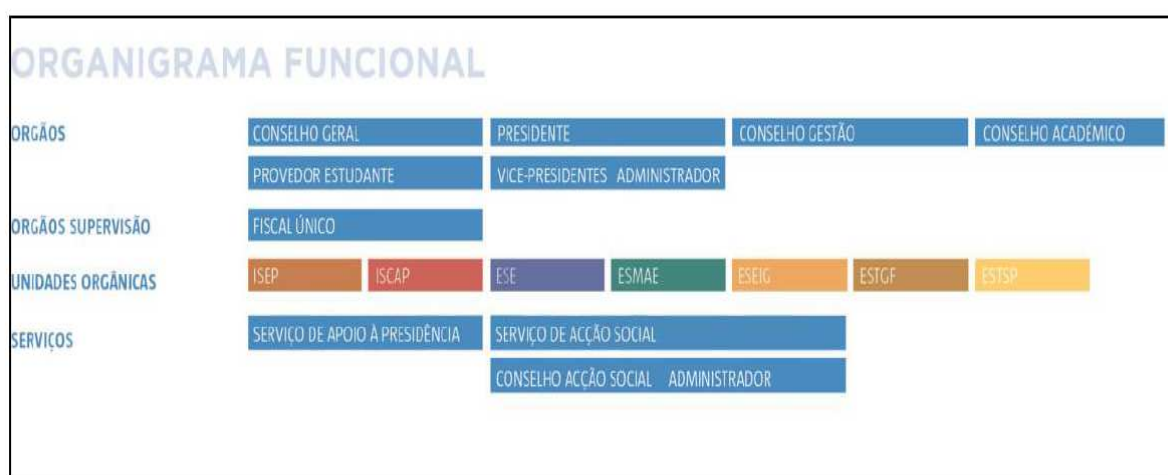 ORGANIGRAMA FUNCIONAL
ORGÃOS CONSELHO GERAL PRESIDENTE CONSELHO GESTÃO CONSELHO ACADÉMICO
PROVEDOR ESTUDANTE VICE-PRESIDENTES ADMINISTRADOR
ORGÃOS SUPERVISÃO FISCAL ÚNICO
UNIDADES ORGÂNICAS ISEP ISCAP ESE ESMAE ESEIG ESTGF ESTSP
SERVIÇOS SERVIÇO DE APOIO À PRESIDÊNCIA SERVIÇO DE ACÇÃO SOCIAL
CONSELHO ACÇÃO SOCIAL ADMINISTRADOR